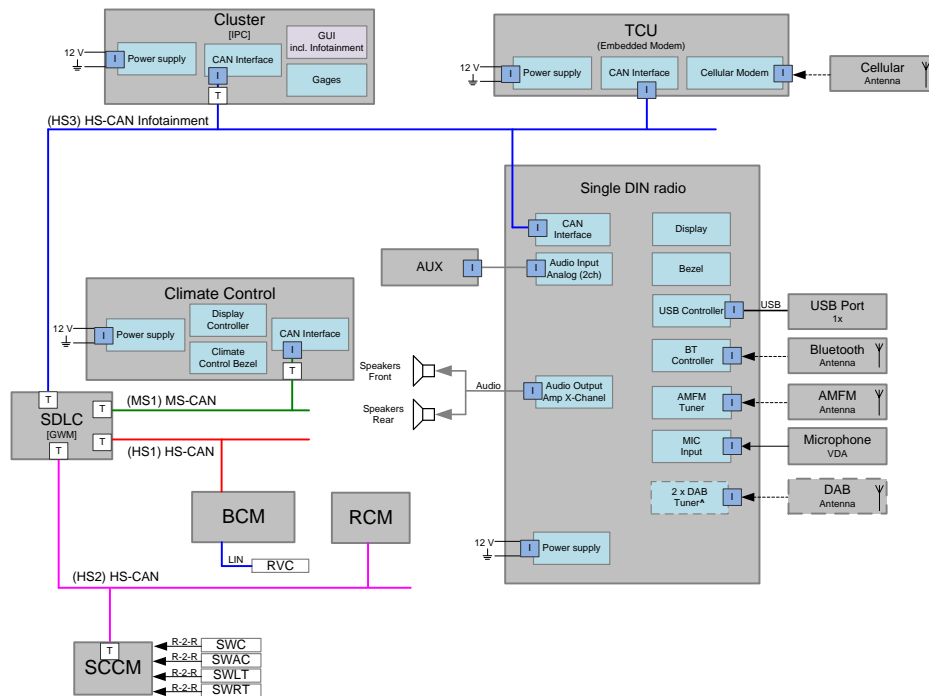 Cluster
[IPC]
GUI
incl. Infotainment
12 V
I
Power supply
CAN Interface
I
T
Gages
TCU
(Embedded Modem)
12 V
I
Power supply
CAN Interface
I
Cellular Modem
I
Cellular
Antenna
(HS3) HS-CAN Infotainment
Single DIN radio
I
CAN
Interface
Display
AUX
I
I
Audio Input
Analog (2ch)
Bezel
USB Controller
I
USB
USB Port
1x
BT
Controller
I
Bluetooth
Antenna
Speakers
Front
Speakers
Rear
Audio
I
Audio Output
Amp X-Chanel
AMFM
Tuner
I
AMFM
Antenna
MIC
Input
I
Microphone
VDA
2 x DAB
Tuner^
I
DAB
Antenna
12 V
I
Power supply
Climate Control
Display
Controller
12 V
I
Power supply
Climate
Control Bezel
CAN Interface
I
T
T
SDLC
[GWM]
T
T
T
(MS1) MS-CAN
(HS1) HS-CAN
BCM
RCM
LIN
RVC
(HS2) HS-CAN
T
SCCM
R-2-R
SWC
R-2-R
SWAC
R-2-R
SWLT
R-2-R
SWRT